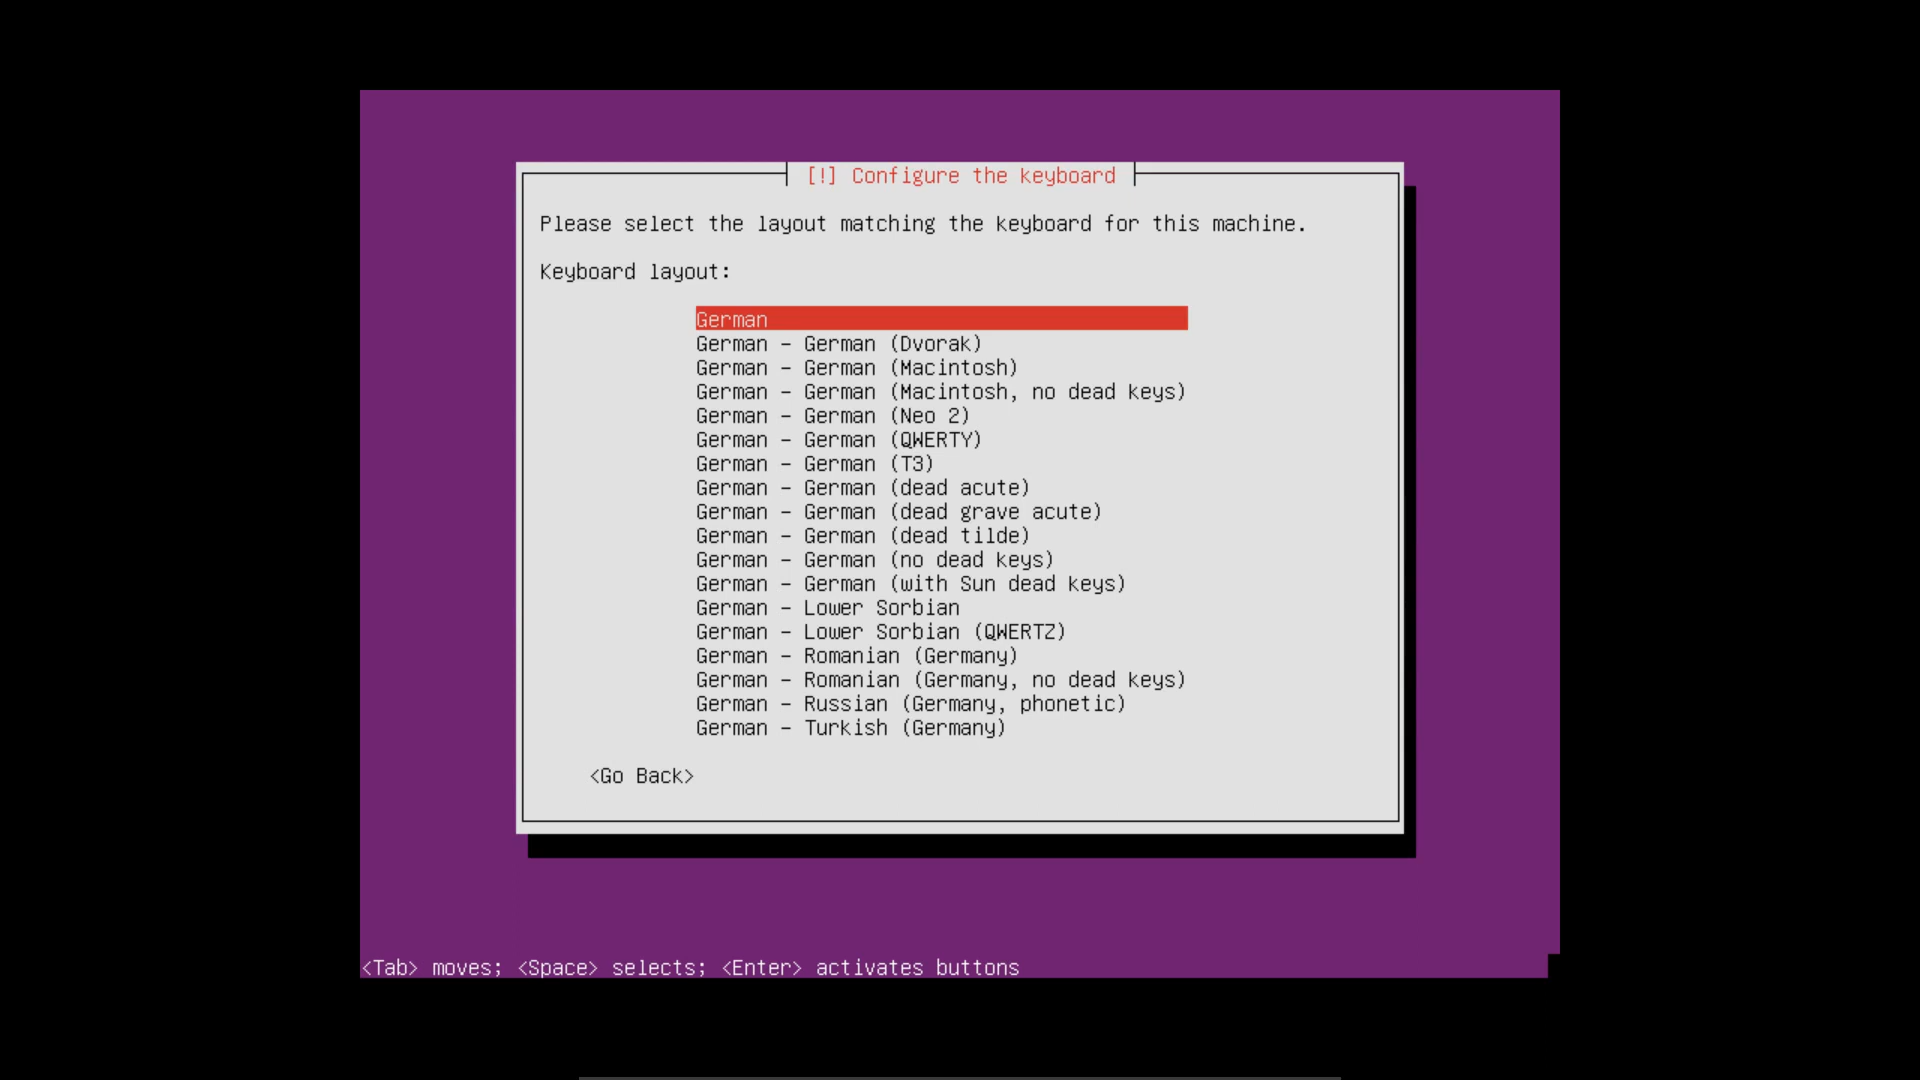 [!] Configure the keyboard
Please select the layout matching the keyboard for this machine.
Keyboard layout:
German
German - German (Dvorak)
German - German (Macintosh)
German - German (Macintosh, no dead keys)
German - German (Neo 2)
German - German (QWERTY)
German - German (T3)
German - German (dead acute)
German - German (dead grave acute)
German - German (dead tilde)
German - German (no dead keys)
German - German (with Sun dead keys)
German - Lower Sorbian
German - Lower Sorbian (QWERTZ)
German - Romanian (Germany)
German - Romanian (Germany, no dead keys)
German - Russian (Germany, phonetic)
German - Turkish (Germany)
<Go Back>
<Tab> moves; <Space> selects; <Enter> activates buttons